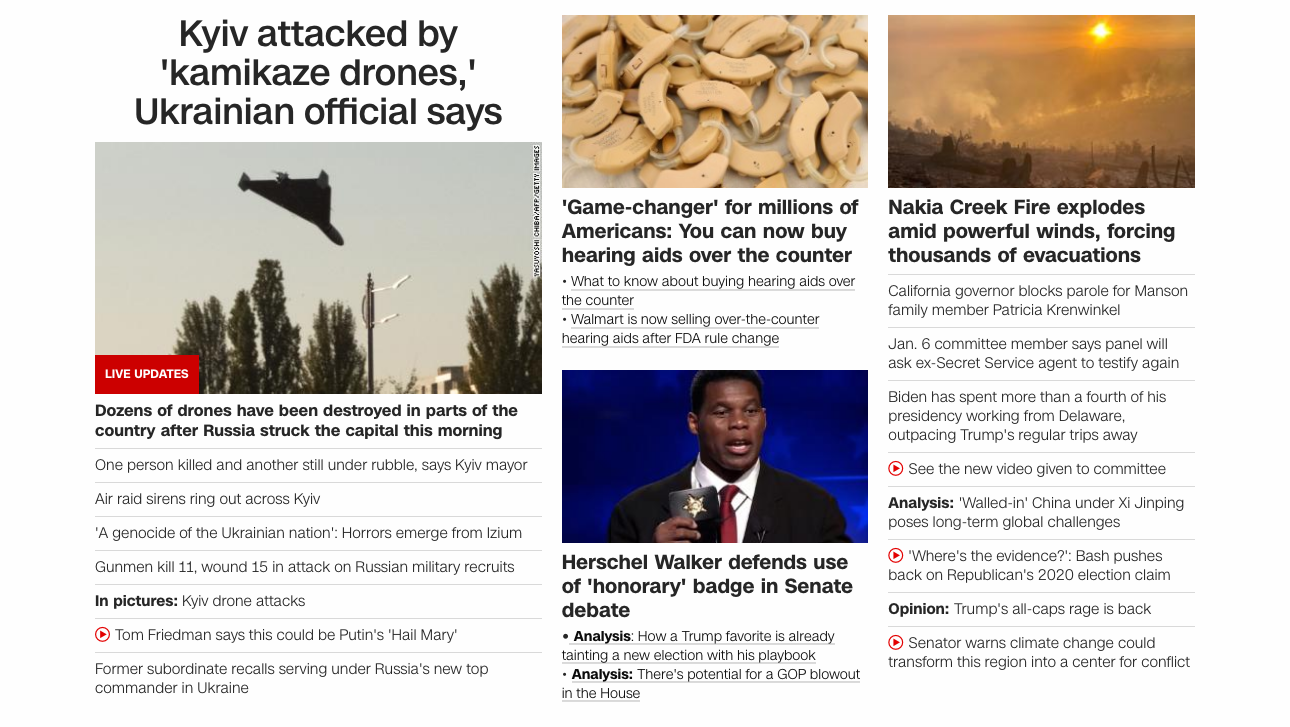 Kyiv attacked by
'kamikaze drones,'
Ukrainian official says
YASUYOSHI CHIBA/AFP/GETTY IMAGES
LIVE UPDATES
Dozens of drones have been destroyed in parts of the
country after Russia struck the capital this morning
One person killed and another still under rubble, says Kyiv mayor
Air raid sirens ring out across Kyiv
'A genocide of the Ukrainian nation': Horrors emerge from Izium
Gunmen kill 11, wound 15 in attack on Russian military recruits
In pictures: Kyiv drone attacks
Tom Friedman says this could be Putin's 'Hail Mary'
Former subordinate recalls serving under Russia's new top
commander in Ukraine
'Game-changer' for millions of
Americans: You can now buy
hearing aids over the counter
• What to know about buying hearing aids over
the counter
• Walmart is now selling over-the-counter
hearing aids after FDA rule change
Herschel Walker defends use
of 'honorary' badge in Senate
debate
• Analysis: How a Trump favorite is already
tainting a new election with his playbook
• Analysis: There's potential for a GOP blowout
in the House
Nakia Creek Fire explodes
amid powerful winds, forcing
thousands of evacuations
California governor blocks parole for Manson
family member Patricia Krenwinkel
Jan. 6 committee member says panel will
ask ex-Secret Service agent to testify again
Biden has spent more than a fourth of his
presidency working from Delaware,
outpacing Trump's regular trips away
See the new video given to committee
Analysis: 'Walled-in' China under Xi Jinping
poses long-term global challenges
'Where's the evidence?': Bash pushes
back on Republican's 2020 election claim
Opinion: Trump's all-caps rage is back
Senator warns climate change could
transform this region into a center for conflict